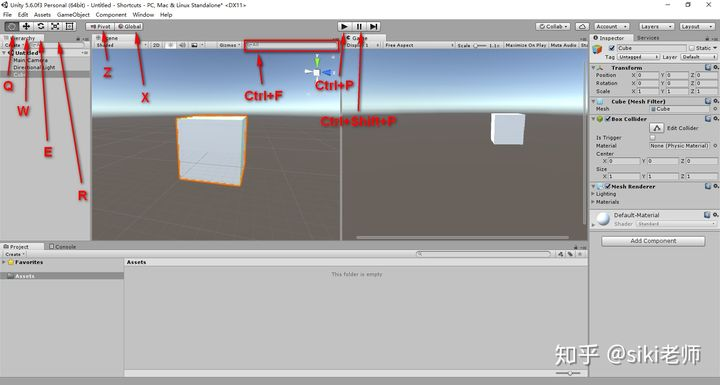 Unity 5.6.0f3 Personal (64bit) - Untitled - Shortcuts - PC, Mac & Linux Standalone* <DX11>
File Edit Assets GameObject Component Window Help
Pivot Global Collab Account Layers Layout
Hierarchy Scene Game Inspector Services
Create Shaded 2D Gizmos All Display 1 Free Aspect Scale 1x Maximize On Play Mute Audio Stats
Untitled
Main Camera
Directional Light
Cube
Q
W
E
R
Z
X
Ctrl+F
Ctrl+P
Ctrl+Shift+P
Cube Static
Tag Untagged Layer Default
Transform
Position X 0 Y 0 Z 0
Rotation X 0 Y 0 Z 0
Scale X 1 Y 1 Z 1
Cube (Mesh Filter)
Mesh Cube
Box Collider
Edit Collider
Is Trigger
Material None (Physic Material)
Center
X 0 Y 0 Z 0
Size
X 1 Y 1 Z 1
Mesh Renderer
Lighting
Materials
Default-Material
Shader Standard
Add Component
Project Console
Create
Favorites
Assets
Assets
This folder is empty
知乎 @siki老师